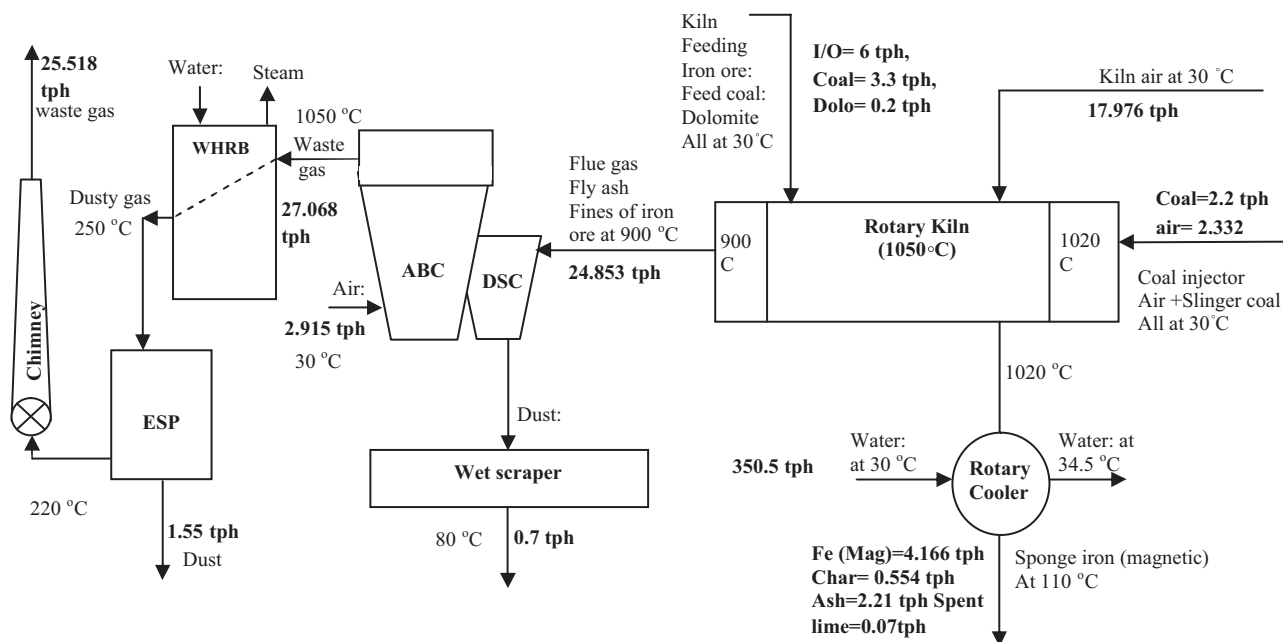 25.518
tph
waste gas
Water:
Steam
1050 °C
WHRB
Waste
gas
Dusty gas
250 °C
27.068
tph
Chimney
ESP
220 °C
1.55 tph
Dust
Air:
2.915 tph
30 °C
ABC
DSC
Dust:
Wet scraper
80 °C
0.7 tph
Flue gas
Fly ash
Fines of iron
ore at 900 °C
24.853 tph
Kiln
Feeding
Iron ore:
Feed coal:
Dolomite
All at 30°C
I/O= 6 tph,
Coal= 3.3 tph,
Dolo= 0.2 tph
Kiln air at 30 °C
17.976 tph
900
C
Rotary Kiln
(1050◦C)
1020
C
Coal=2.2 tph
air= 2.332
Coal injector
Air +Slinger coal
All at 30°C
1020 °C
Water:
at 30 °C
350.5 tph
Rotary
Cooler
Water: at
34.5 °C
Fe (Mag)=4.166 tph
Char= 0.554 tph
Ash=2.21 tph Spent
lime=0.07tph
Sponge iron (magnetic)
At 110 °C